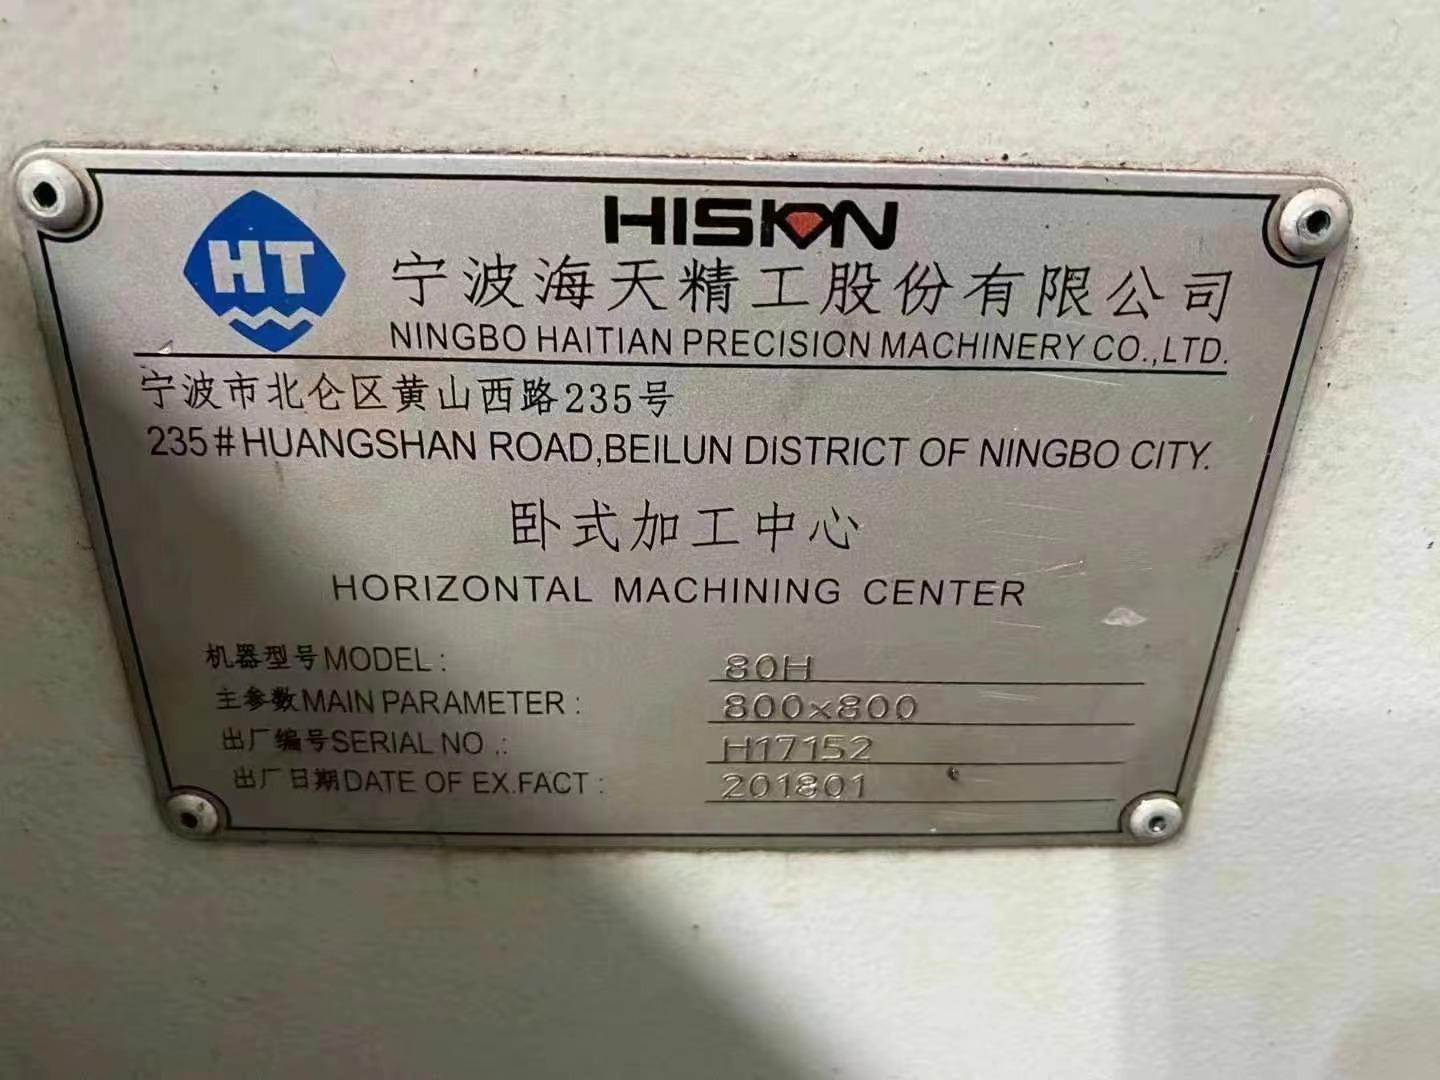 HT
HISION
宁波海天精工股份有限公司
NINGBO HAITIAN PRECISION MACHINERY CO.,LTD.
宁波市北仑区黄山西路235号
235#HUANGSHAN ROAD,BEILUN DISTRICT OF NINGBO CITY.
卧式加工中心
HORIZONTAL MACHINING CENTER
机器型号MODEL: 80H
主参数MAIN PARAMETER: 800×800
出厂编号SERIAL NO.: H17152
出厂日期DATE OF EX.FACT: 201801